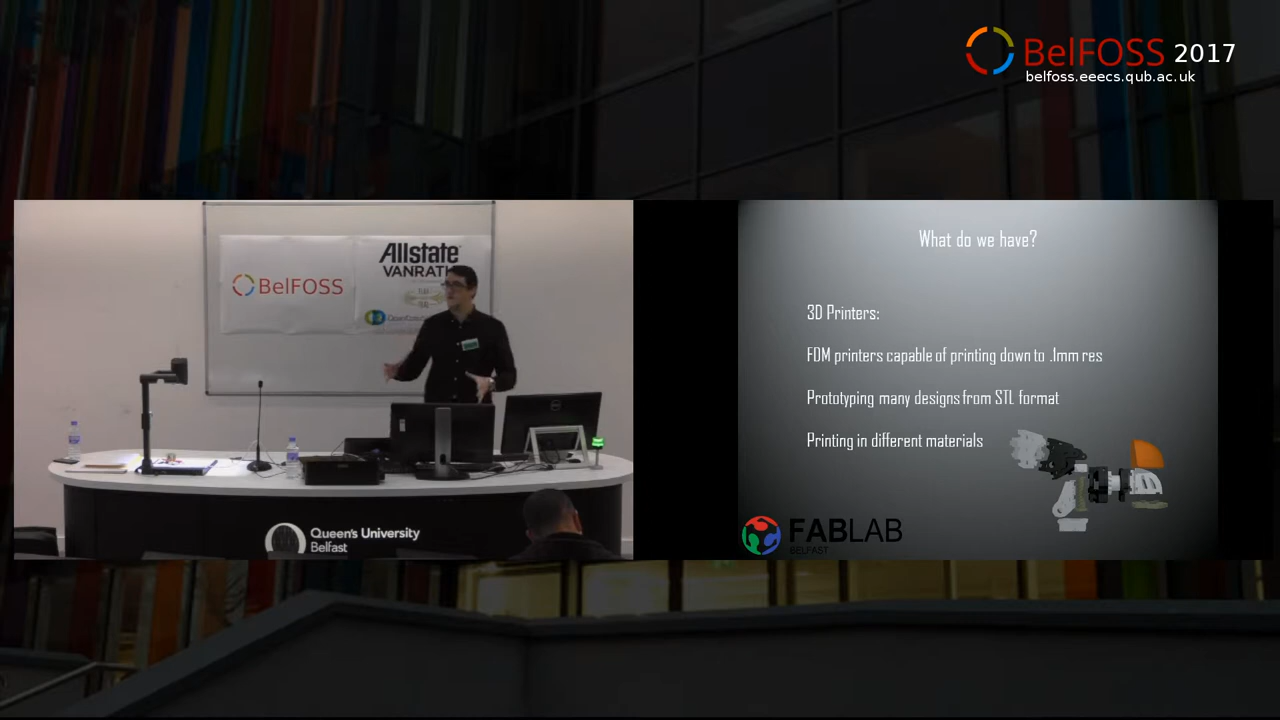 BelFOSS 2017
belfoss.eeecs.qub.ac.uk
BelFOSS
Allstate
VANRATH
Queen's University
Belfast
What do we have?
3D Printers:
FDM printers capable of printing down to .1mm res
Prototyping many designs from STL format
Printing in different materials
FABLAB
BELFAST